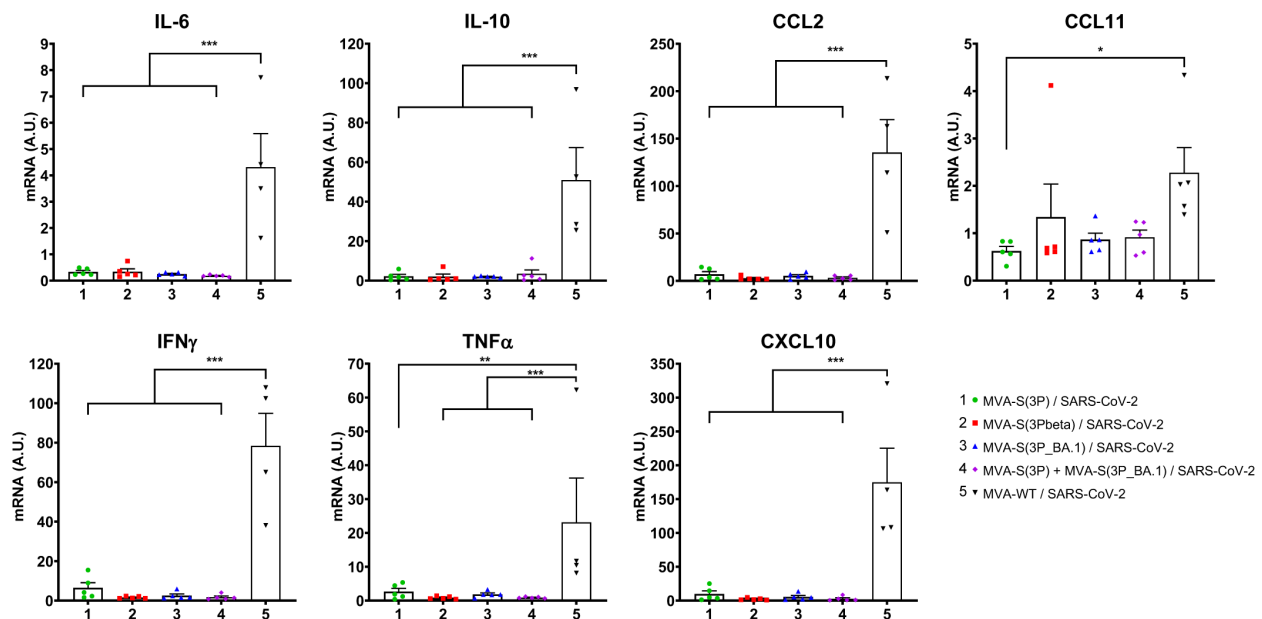 IL-6
IL-10
CCL2
CCL11
mRNA (A.U.)
9
8
7
6
5
4
3
2
1
0
***
1 2 3 4 5
mRNA (A.U.)
120
100
80
60
40
20
0
***
1 2 3 4 5
mRNA (A.U.)
250
200
150
100
50
0
***
1 2 3 4 5
mRNA (A.U.)
5
4
3
2
1
0
*
1 2 3 4 5
IFNγ
TNFα
CXCL10
mRNA (A.U.)
120
100
80
60
40
20
0
***
1 2 3 4 5
mRNA (A.U.)
70
60
50
40
30
20
10
0
**
***
1 2 3 4 5
mRNA (A.U.)
350
300
250
200
150
100
50
0
***
1 2 3 4 5
1 MVA-S(3P) / SARS-CoV-2
2 MVA-S(3Pbeta) / SARS-CoV-2
3 MVA-S(3P_BA.1) / SARS-CoV-2
4 MVA-S(3P) + MVA-S(3P_BA.1) / SARS-CoV-2
5 MVA-WT / SARS-CoV-2